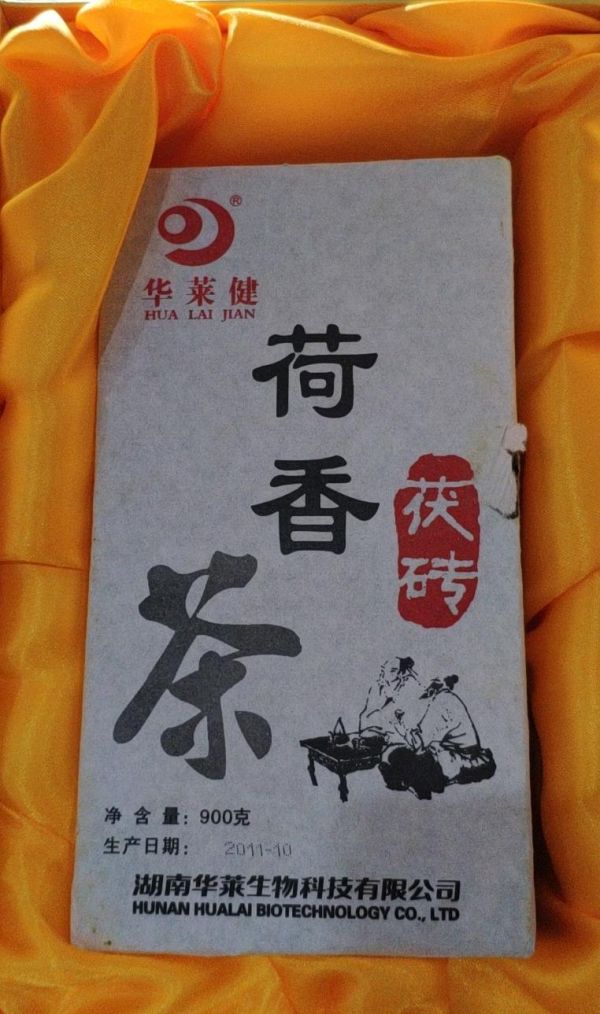 ®
华莱健
HUA LAI JIAN
荷香
茶
茯砖
净含量：900克
生产日期：2011-10
湖南华莱生物科技有限公司
HUNAN HUALAI BIOTECHNOLOGY CO., LTD